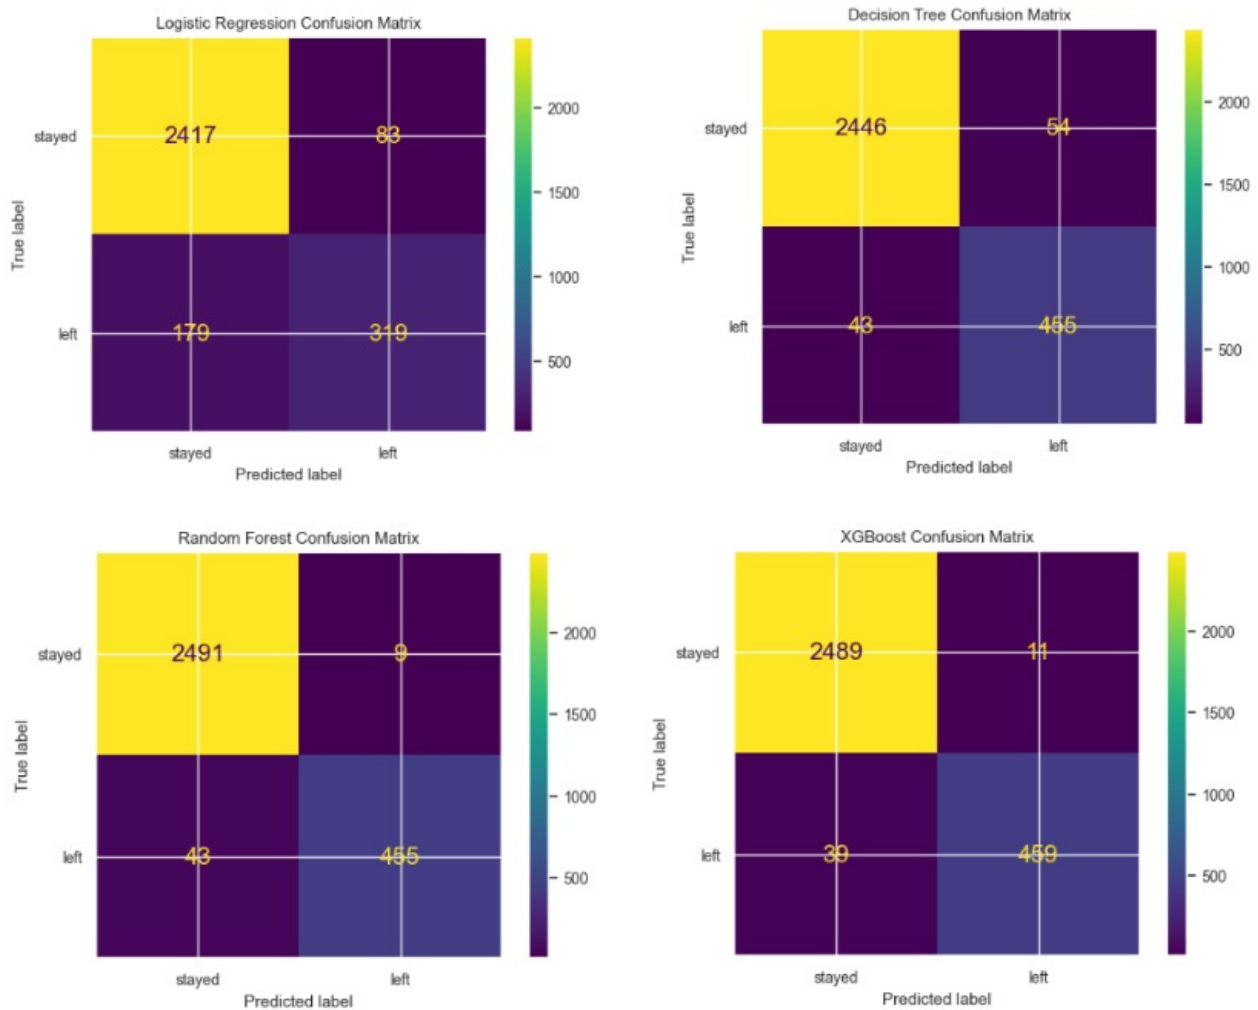 Logistic Regression Confusion Matrix
stayed
2417
83
2000
1500
True label
1000
left
179
319
500
stayed
left
Predicted label
Decision Tree Confusion Matrix
stayed
2446
54
2000
1500
True label
1000
left
43
455
500
stayed
left
Predicted label
Random Forest Confusion Matrix
stayed
2491
9
2000
1500
True label
1000
left
43
455
500
stayed
left
Predicted label
XGBoost Confusion Matrix
stayed
2489
11
2000
1500
True label
1000
left
39
459
500
stayed
left
Predicted label